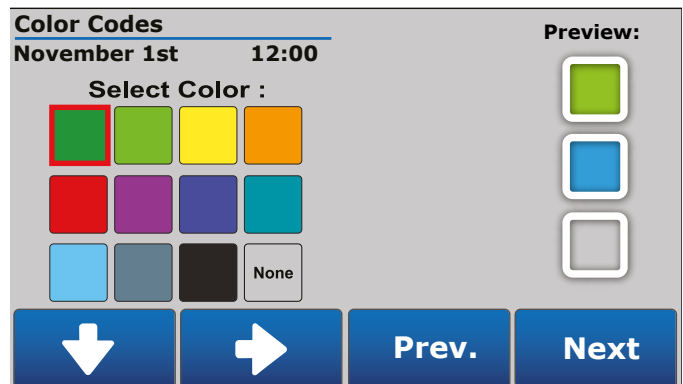 Color Codes
Preview:
November 1st 12:00
Select Color :
None
Prev.
Next